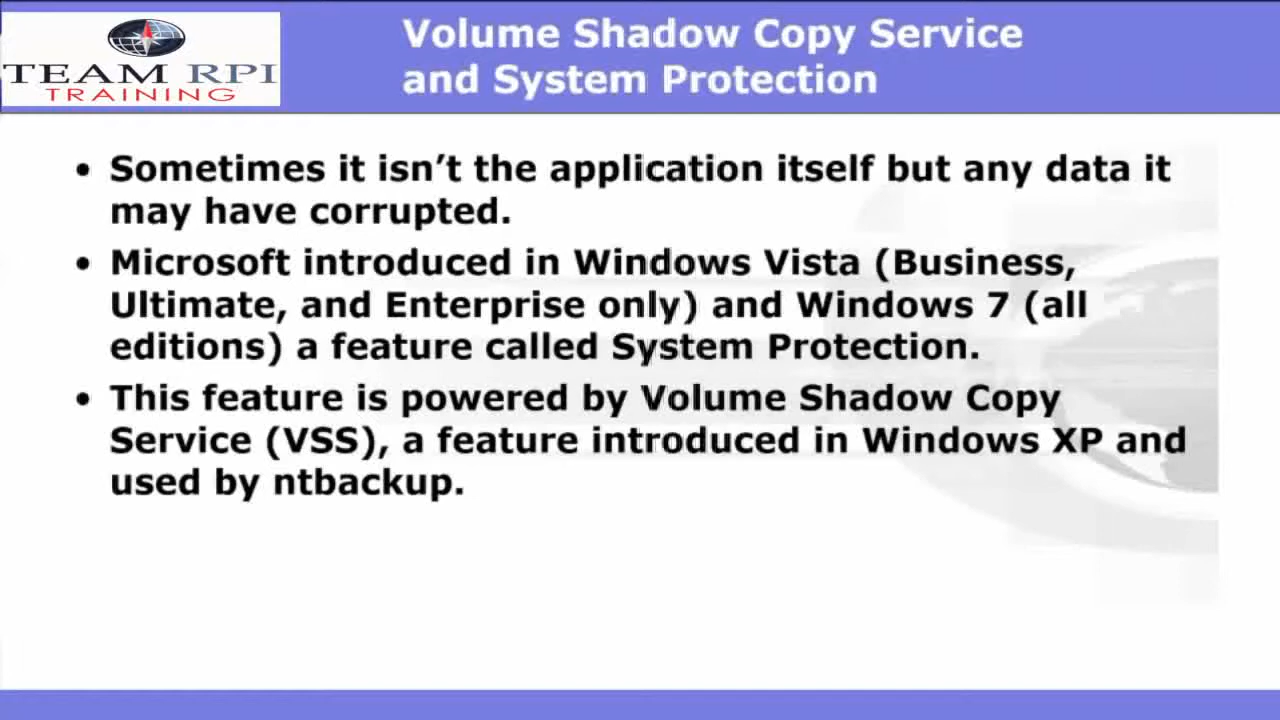 TEAM RPI
TRAINING
Volume Shadow Copy Service
and System Protection
• Sometimes it isn’t the application itself but any data it
may have corrupted.
• Microsoft introduced in Windows Vista (Business,
Ultimate, and Enterprise only) and Windows 7 (all
editions) a feature called System Protection.
• This feature is powered by Volume Shadow Copy
Service (VSS), a feature introduced in Windows XP and
used by ntbackup.